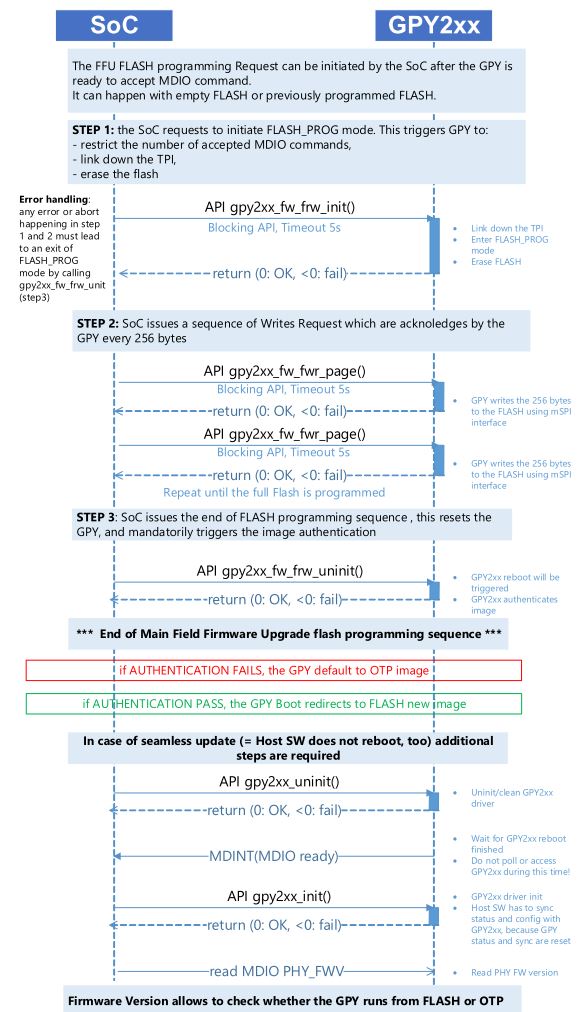 SoC
GPY2xx
The FFU FLASH programming Request can be initiated by the SoC after the GPY is
ready to accept MDIO command.
It can happen with empty FLASH or previously programmed FLASH.
STEP 1: the SoC requests to initiate FLASH_PROG mode. This triggers GPY to:
- restrict the number of accepted MDIO commands,
- link down the TPI,
- erase the flash
Error handling:
any error or abort
happening in step
1 and 2 must lead
to an exit of
FLASH_PROG
mode by calling
gpy2xx_fw_frw_unit
(step3)
API gpy2xx_fw_frw_init()
Blocking API, Timeout 5s
return (0: OK, <0: fail)
• Link down the TPI
• Enter FLASH_PROG
mode
• Erase FLASH
STEP 2: SoC issues a sequence of Writes Request which are acknoledges by the
GPY every 256 bytes
API gpy2xx_fw_fwr_page()
Blocking API, Timeout 5s
return (0: OK, <0: fail)
• GPY writes the 256 bytes
to the FLASH using mSPI
interface
API gpy2xx_fw_fwr_page()
Blocking API, Timeout 5s
return (0: OK, <0: fail)
Repeat until the full Flash is programmed
• GPY writes the 256 bytes
to the FLASH using mSPI
interface
STEP 3: SoC issues the end of FLASH programming sequence , this resets the
GPY, and mandatorily triggers the image authentication
API gpy2xx_fw_frw_uninit()
return (0: OK, <0: fail)
• GPY2xx reboot will be
triggered
• GPY2xx authenticates
image
*** End of Main Field Firmware Upgrade flash programming sequence ***
if AUTHENTICATION FAILS, the GPY default to OTP image
if AUTHENTICATION PASS, the GPY Boot redirects to FLASH new image
In case of seamless update (= Host SW does not reboot, too) additional
steps are required
API gpy2xx_uninit()
return (0: OK, <0: fail)
• Uninit/clean GPY2xx
driver
MDINT(MDIO ready)
• Wait for GPY2xx reboot
finished
• Do not poll or access
GPY2xx during this time!
API gpy2xx_init()
return (0: OK, <0: fail)
• GPY2xx driver init
• Host SW has to sync
status and config with
GPY2xx, because GPY
status and sync are reset
read MDIO PHY_FWV
• Read PHY FW version
Firmware Version allows to check whether the GPY runs from FLASH or OTP